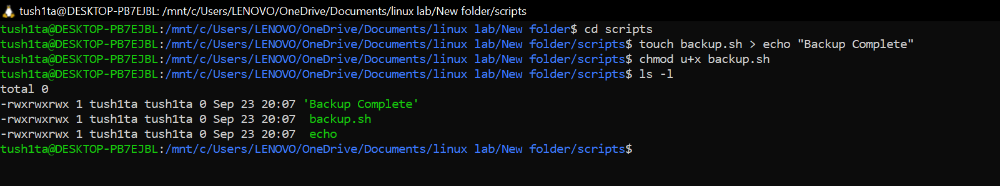 tush1ta@DESKTOP-PB7EJBL: /mnt/c/Users/LENOVO/OneDrive/Documents/linux lab/New folder/scripts
tush1ta@DESKTOP-PB7EJBL:/mnt/c/Users/LENOVO/OneDrive/Documents/linux lab/New folder$ cd scripts
tush1ta@DESKTOP-PB7EJBL:/mnt/c/Users/LENOVO/OneDrive/Documents/linux lab/New folder/scripts$ touch backup.sh > echo "Backup Complete"
tush1ta@DESKTOP-PB7EJBL:/mnt/c/Users/LENOVO/OneDrive/Documents/linux lab/New folder/scripts$ chmod u+x backup.sh
tush1ta@DESKTOP-PB7EJBL:/mnt/c/Users/LENOVO/OneDrive/Documents/linux lab/New folder/scripts$ ls -l
total 0
-rwxrwxrwx 1 tush1ta tush1ta 0 Sep 23 20:07 'Backup Complete'
-rwxrwxrwx 1 tush1ta tush1ta 0 Sep 23 20:07  backup.sh
-rwxrwxrwx 1 tush1ta tush1ta 0 Sep 23 20:07  echo
tush1ta@DESKTOP-PB7EJBL:/mnt/c/Users/LENOVO/OneDrive/Documents/linux lab/New folder/scripts$